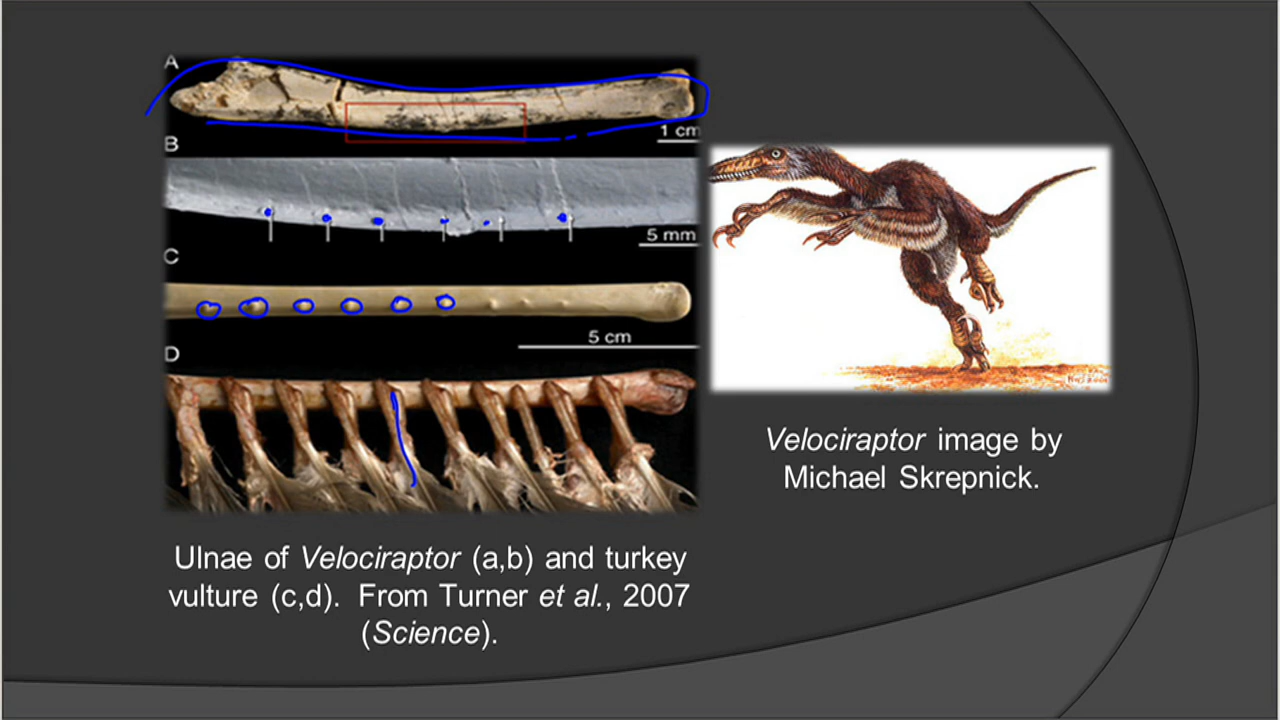 A
1 cm
B
5 mm
C
5 cm
D
Velociraptor image by
Michael Skrepnick.
Ulnae of Velociraptor (a,b) and turkey
vulture (c,d). From Turner et al., 2007
(Science).